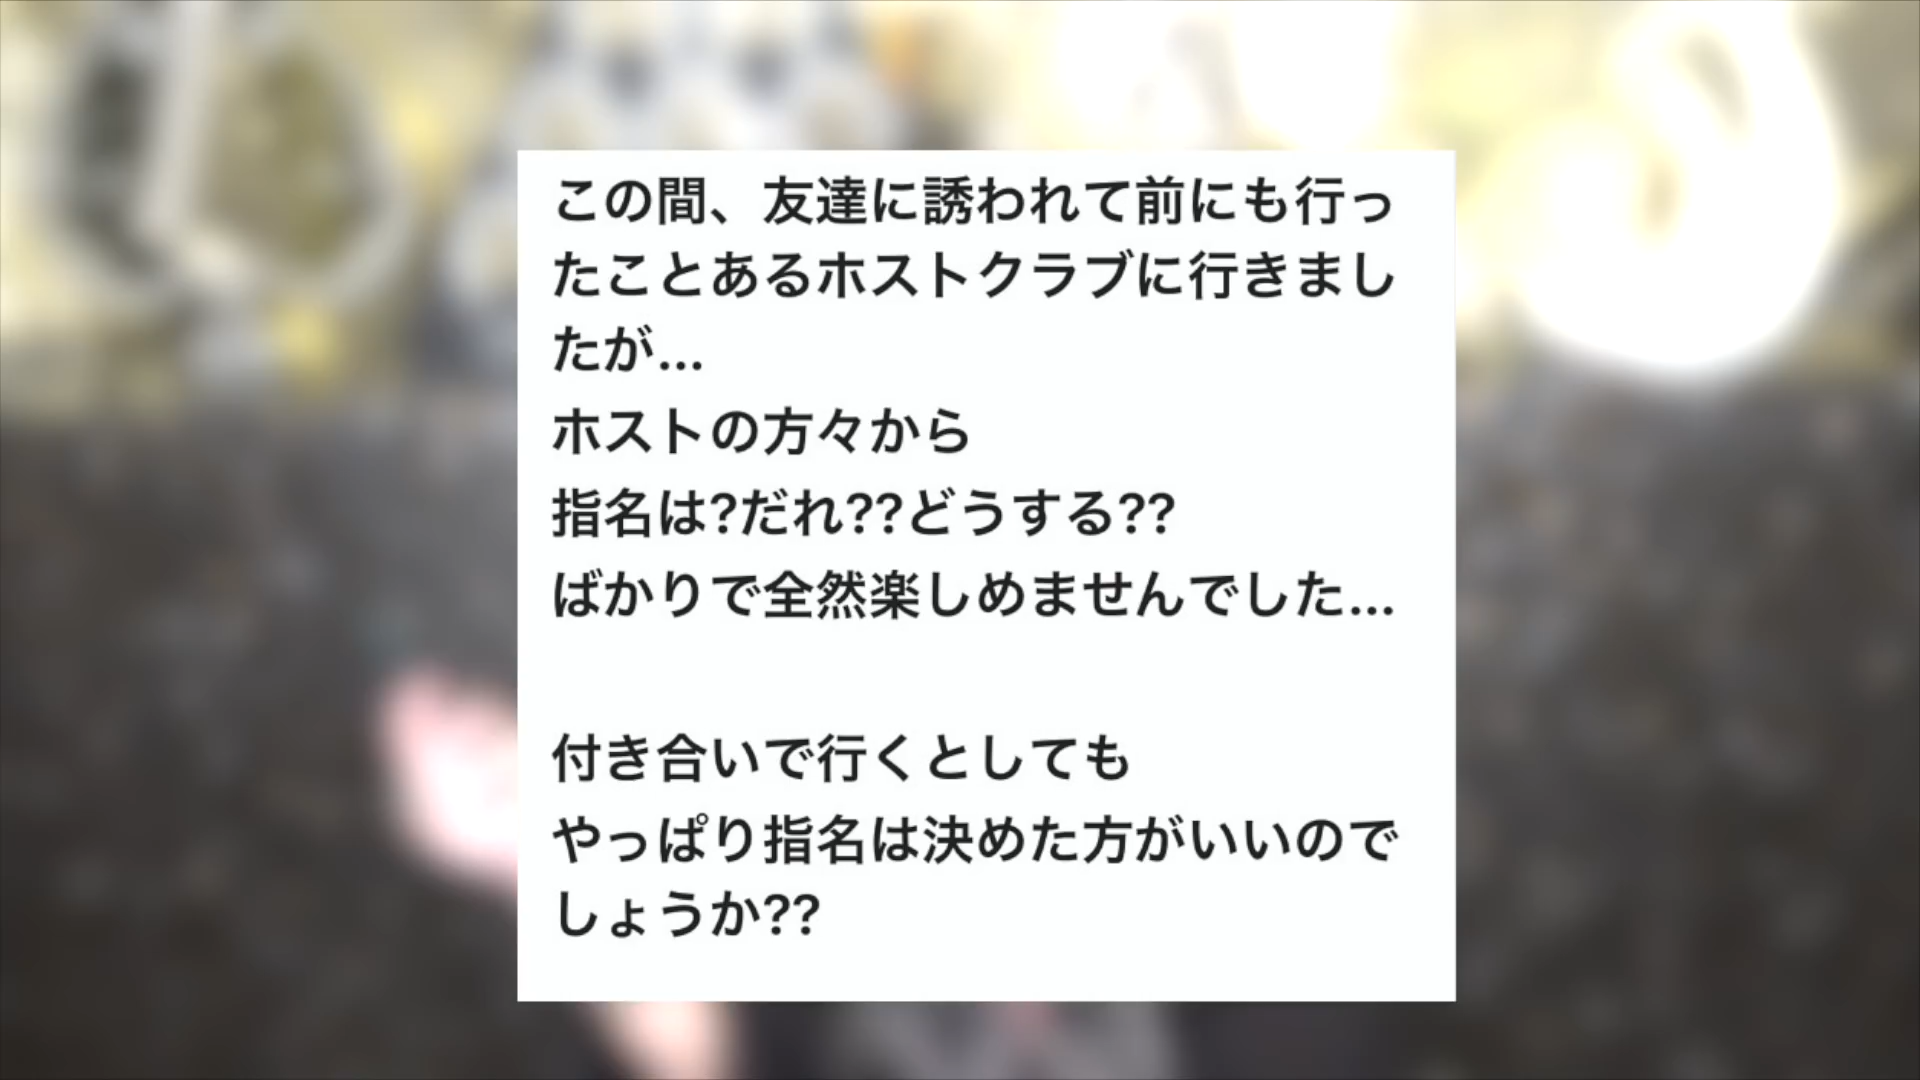 この間、友達に誘われて前にも行っ
たことあるホストクラブに行きまし
たが...
ホストの方々から
指名は?だれ??どうする??
ばかりで全然楽しめませんでした...
付き合いで行くとしても
やっぱり指名は決めた方がいいので
しょうか??